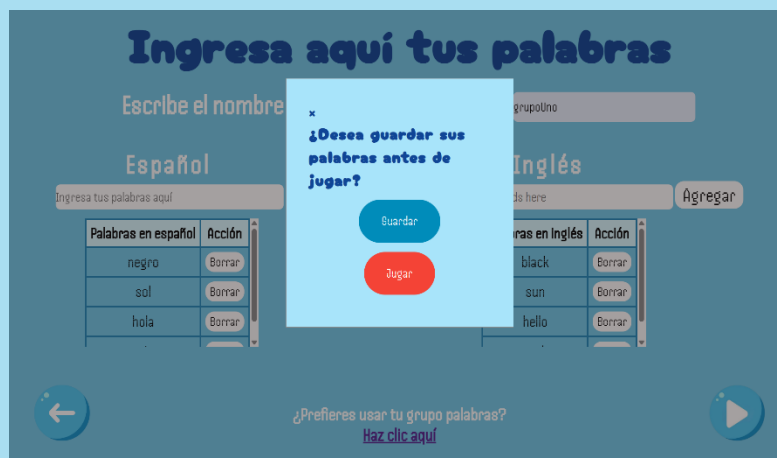 Ingresa aquí tus palabras
Escribe el nombre
grupoUno
×
¿Desea guardar sus
palabras antes de
jugar?
Guardar
Jugar
Español
Inglés
Ingresa tus palabras aquí
here
Agregar
Palabras en español Acción
en inglés Acción
negro Borrar
black Borrar
sol Borrar
sun Borrar
hola Borrar
hello Borrar
¿Prefieres usar tu grupo palabras?
Haz clic aquí